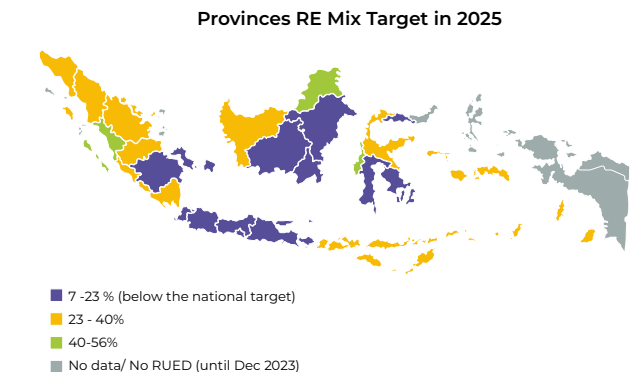 Provinces RE Mix Target in 2025
7 -23 % (below the national target)
23 - 40%
40-56%
No data/ No RUED (until Dec 2023)